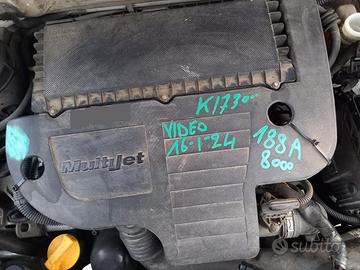 K1730
VIDEO
16-1-24
188A
8000
MultiJet
subito